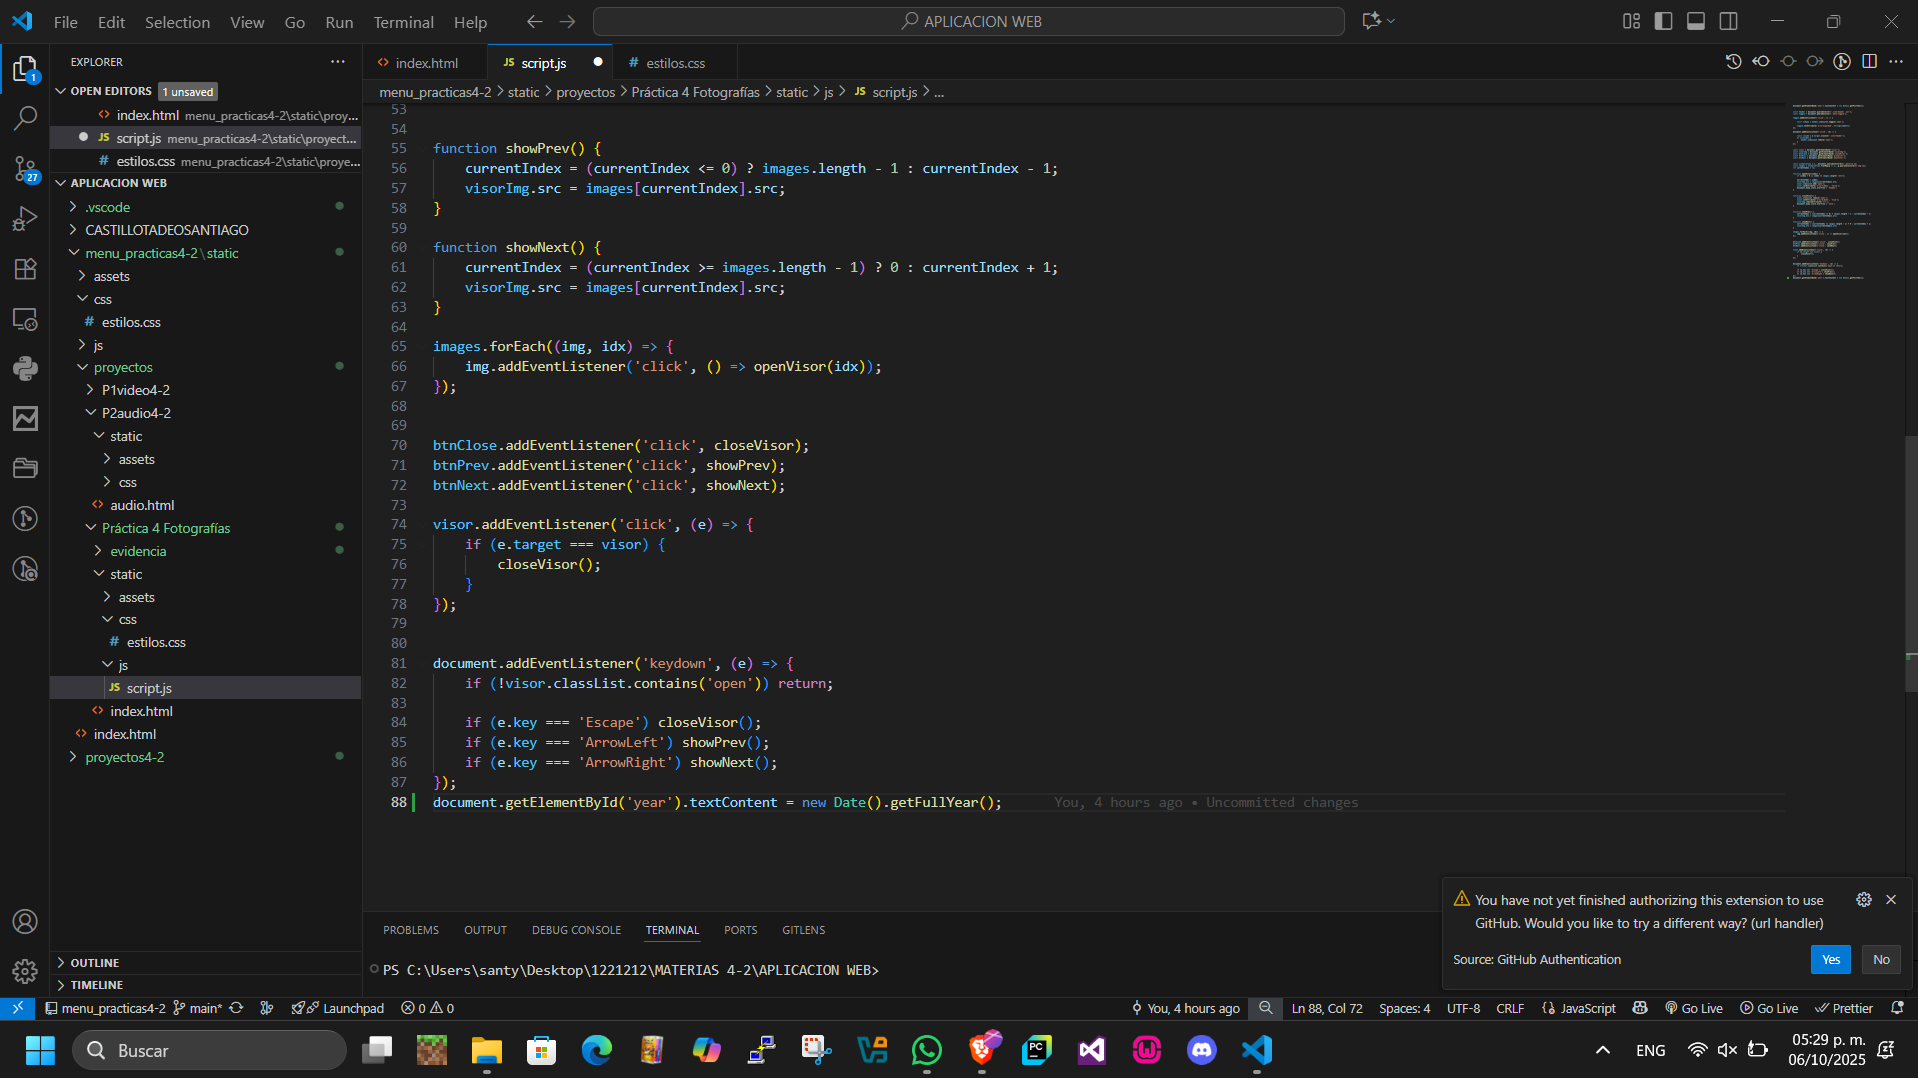 File Edit Selection View Go Run Terminal Help
APLICACION WEB
EXPLORER
OPEN EDITORS 1 unsaved
index.html menu_practicas4-2\static\proy...
script.js menu_practicas4-2\static\proyect...
estilos.css menu_practicas4-2\static\proye...
APLICACION WEB
.vscode
CASTILLOTADEOSANTIAGO
menu_practicas4-2\static
assets
css
estilos.css
js
proyectos
P1video4-2
P2audio4-2
static
assets
css
audio.html
Práctica 4 Fotografías
evidencia
static
assets
css
estilos.css
js
script.js
index.html
index.html
proyectos4-2
OUTLINE
TIMELINE
index.html
script.js
estilos.css
menu_practicas4-2 > static > proyectos > Práctica 4 Fotografías > static > js > JS script.js > ...
53
54
55 function showPrev() {
56 currentIndex = (currentIndex <= 0) ? images.length - 1 : currentIndex - 1;
57 visorImg.src = images[currentIndex].src;
58 }
59
60 function showNext() {
61 currentIndex = (currentIndex >= images.length - 1) ? 0 : currentIndex + 1;
62 visorImg.src = images[currentIndex].src;
63 }
64
65 images.forEach((img, idx) => {
66 img.addEventListener('click', () => openVisor(idx));
67 });
68
69
70 btnClose.addEventListener('click', closeVisor);
71 btnPrev.addEventListener('click', showPrev);
72 btnNext.addEventListener('click', showNext);
73
74 visor.addEventListener('click', (e) => {
75 if (e.target === visor) {
76 closeVisor();
77 }
78 });
79
80
81 document.addEventListener('keydown', (e) => {
82 if (!visor.classList.contains('open')) return;
83
84 if (e.key === 'Escape') closeVisor();
85 if (e.key === 'ArrowLeft') showPrev();
86 if (e.key === 'ArrowRight') showNext();
87 });
88 document.getElementById('year').textContent = new Date().getFullYear(); You, 4 hours ago • Uncommitted changes
PROBLEMS OUTPUT DEBUG CONSOLE TERMINAL PORTS GITLENS
PS C:\Users\santy\Desktop\1221212\MATERIAS 4-2\APLICACION WEB>
You have not yet finished authorizing this extension to use
GitHub. Would you like to try a different way? (url handler)
Source: GitHub Authentication Yes No
menu_practicas4-2 main* Launchpad 0 0 You, 4 hours ago Ln 88, Col 72 Spaces: 4 UTF-8 CRLF {} JavaScript Go Live Go Live Prettier
Buscar
ENG
05:29 p. m.
06/10/2025